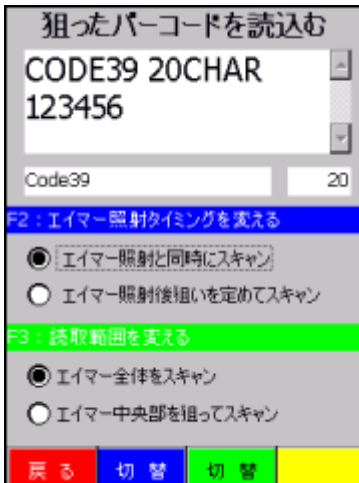 狙ったバーコードを読込む
CODE39 20CHAR
123456
Code39 20
F2：エイマー照射タイミングを変える
エイマー照射と同時にスキャン
エイマー照射後狙いを定めてスキャン
F3：読取範囲を変える
エイマー全体をスキャン
エイマー中央部を狙ってスキャン
戻る 切替 切替